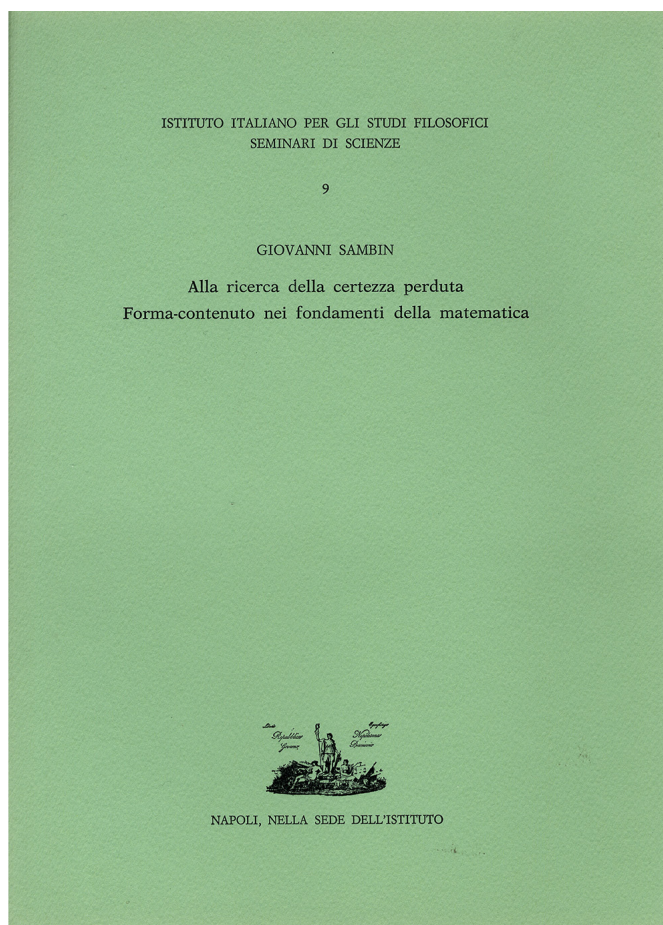 ISTITUTO ITALIANO PER GLI STUDI FILOSOFICI
SEMINARI DI SCIENZE
9
GIOVANNI SAMBIN
Alla ricerca della certezza perduta
Forma-contenuto nei fondamenti della matematica
NAPOLI, NELLA SEDE DELL'ISTITUTO